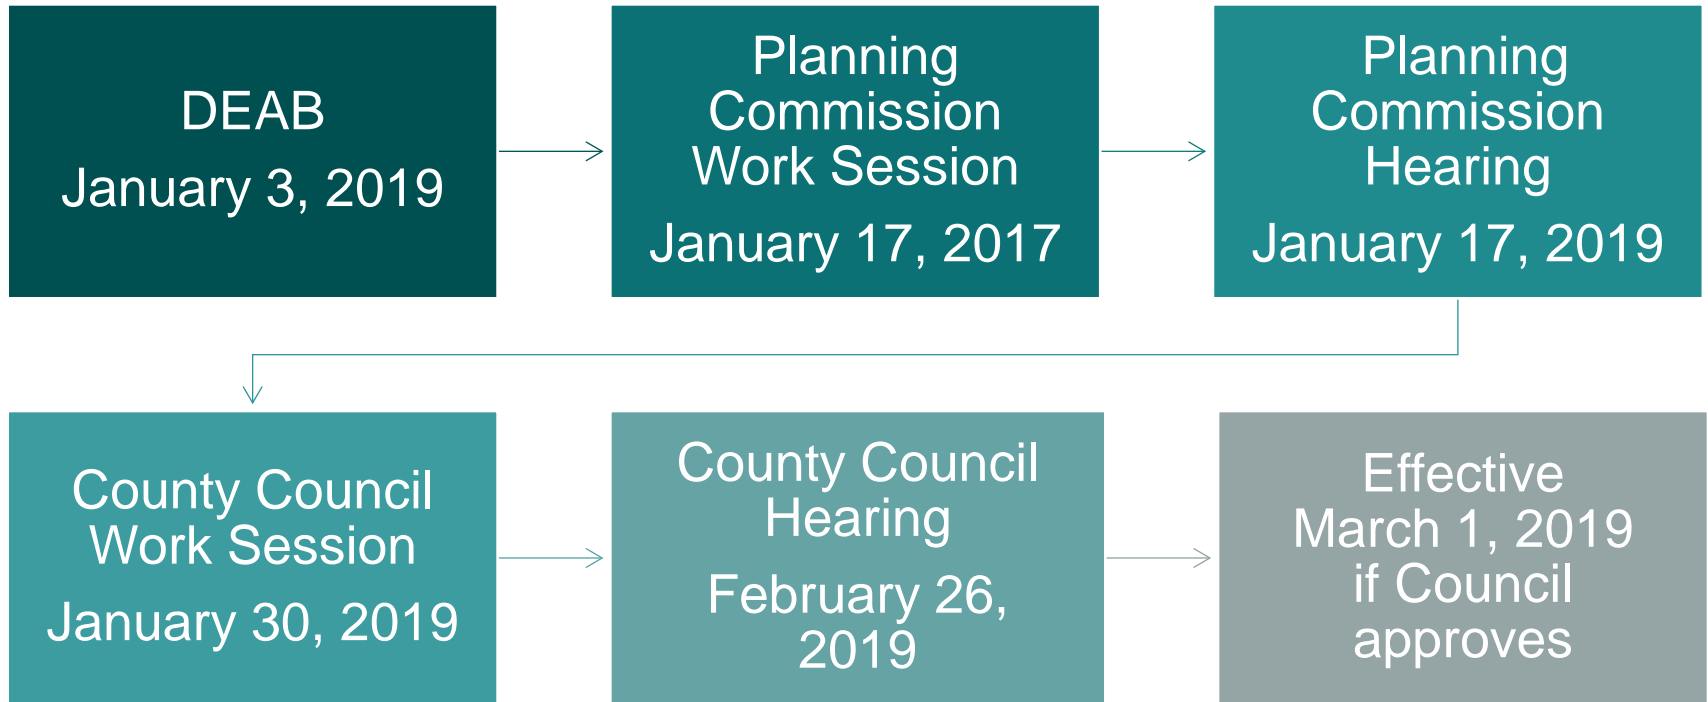 DEAB
January 3, 2019
Planning
Commission
Work Session
January 17, 2017
Planning
Commission
Hearing
January 17, 2019
County Council
Work Session
January 30, 2019
County Council
Hearing
February 26,
2019
Effective
March 1, 2019
if Council
approves